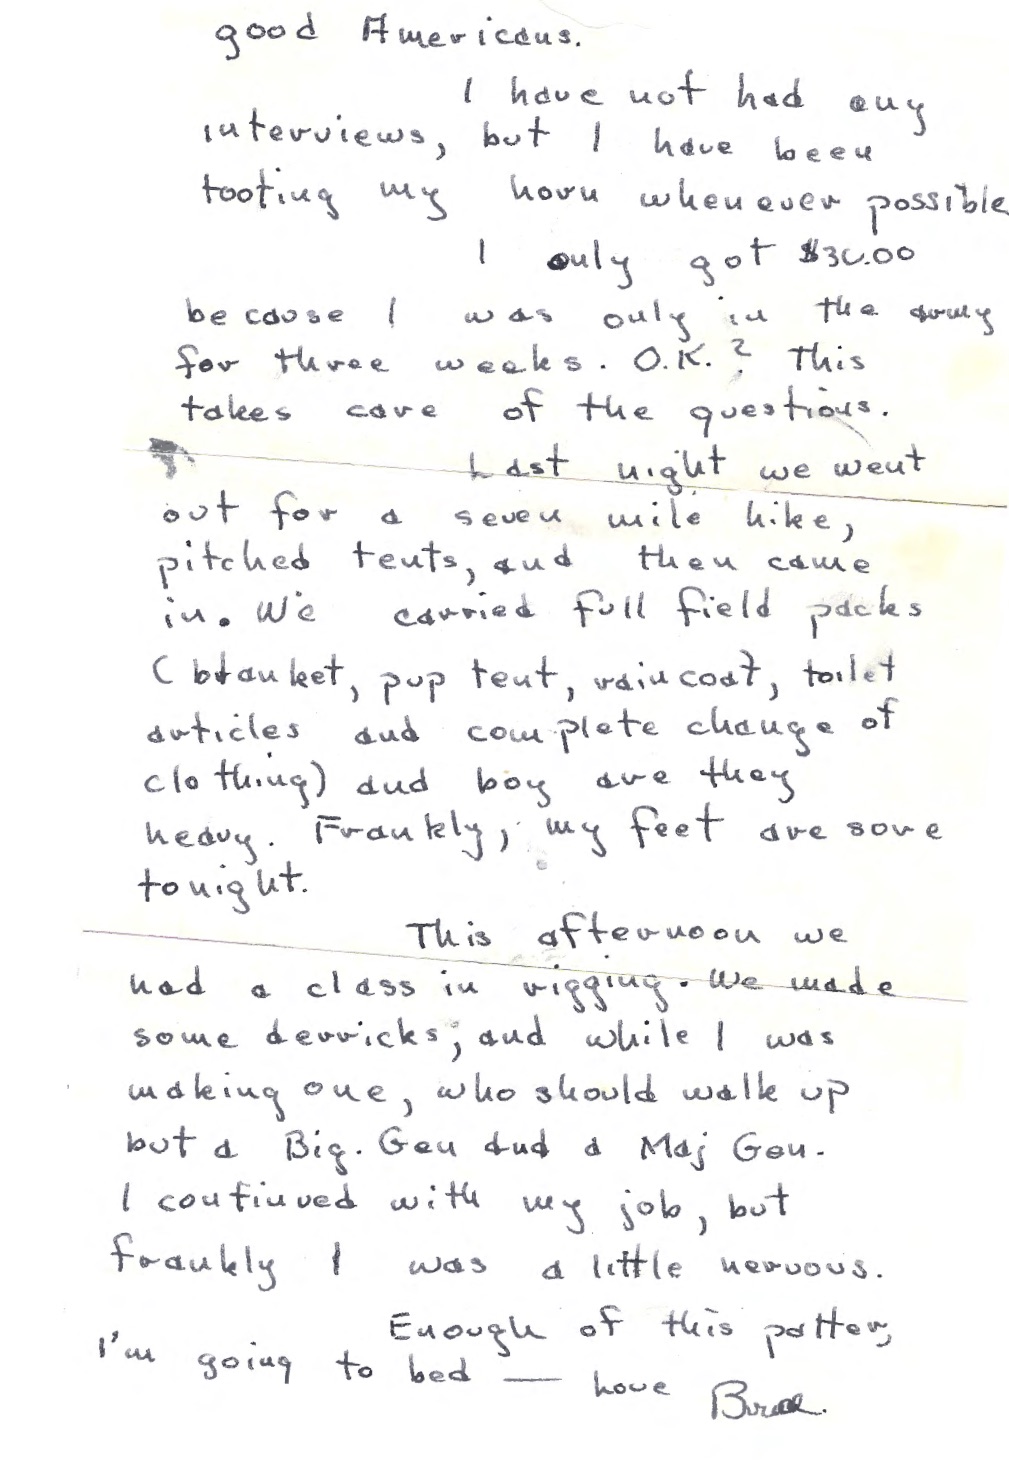 good Americans.
I have not had any
interviews, but I have been
tooting my horn whenever possible
I only got $30.00
because I was only in the army
for three weeks. O.K.? This
takes care of the questions.
Last night we went
out for a seven mile hike,
pitched tents, and then came
in. We carried full field packs
(blanket, pup tent, raincoat, toilet
articles and complete change of
clothing) and boy are they
heavy. Frankly, my feet are sore
tonight.
This afternoon we
had a class in rigging. We made
some derricks, and while I was
making one, who should walk up
but a Big. Gen and a Maj Gen.
I continued with my job, but
frankly I was a little nervous.
Enough of this patter,
I'm going to bed — Love Bruce.